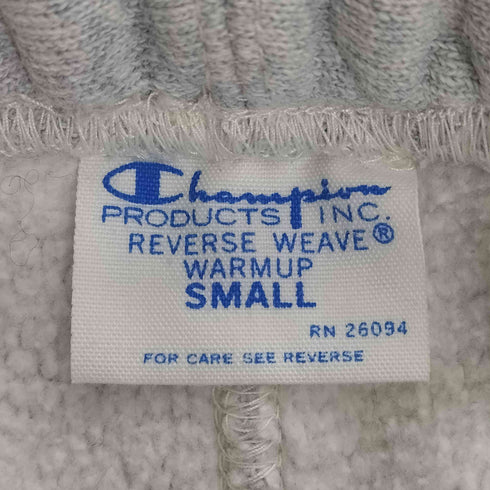 Champion
PRODUCTS INC.
REVERSE WEAVE®
WARMUP
SMALL
RN 26094
FOR CARE SEE REVERSE